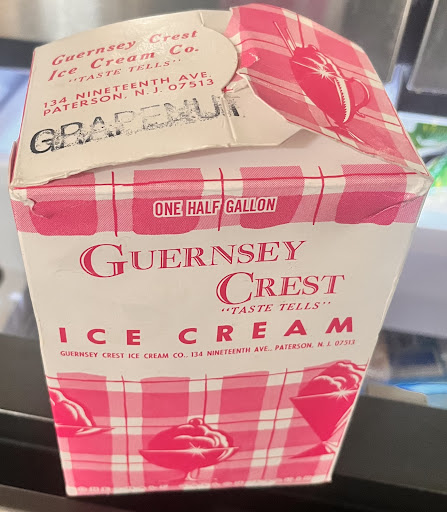 Guernsey Crest
Ice Cream Co.
"TASTE TELLS"
134 NINETEENTH AVE.
PATERSON, N. J. 07513
GRAPENUT
ONE HALF GALLON
GUERNSEY
CREST
"TASTE TELLS"
ICE CREAM
GUERNSEY CREST ICE CREAM CO., 134 NINETEENTH AVE., PATERSON, N. J. 07513